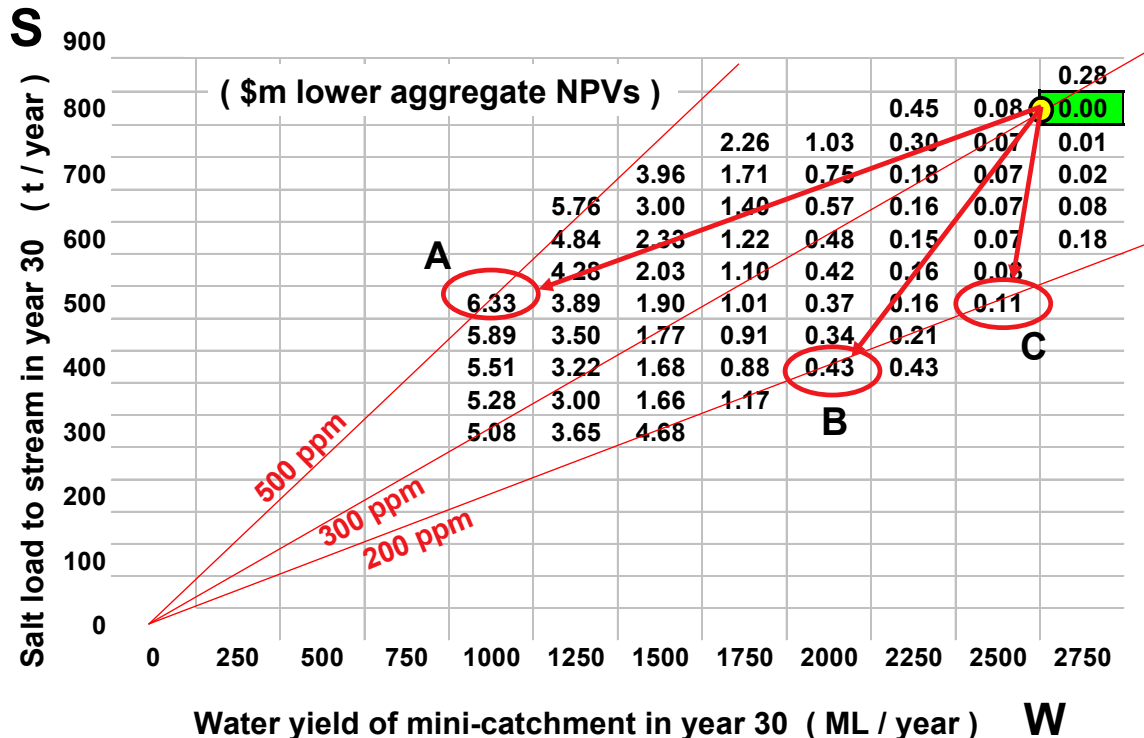 S
900
800
700
600
500
400
300
200
100
0
Salt load to stream in year 30 ( t / year )
( $m lower aggregate NPVs )
0.28
0.45 0.08 0.00
2.26 1.03 0.30 0.07 0.01
3.96 1.71 0.75 0.18 0.07 0.02
5.76 3.00 1.40 0.57 0.16 0.07 0.08
4.84 2.33 1.22 0.48 0.15 0.07 0.18
A
4.28 2.03 1.10 0.42 0.16 0.08
6.33 3.89 1.90 1.01 0.37 0.16 0.11
5.89 3.50 1.77 0.91 0.34 0.21
C
5.51 3.22 1.68 0.88 0.43 0.43
5.28 3.00 1.66 1.17
B
5.08 3.65 4.68
500 ppm
300 ppm
200 ppm
0 250 500 750 1000 1250 1500 1750 2000 2250 2500 2750
Water yield of mini-catchment in year 30 ( ML / year )
W